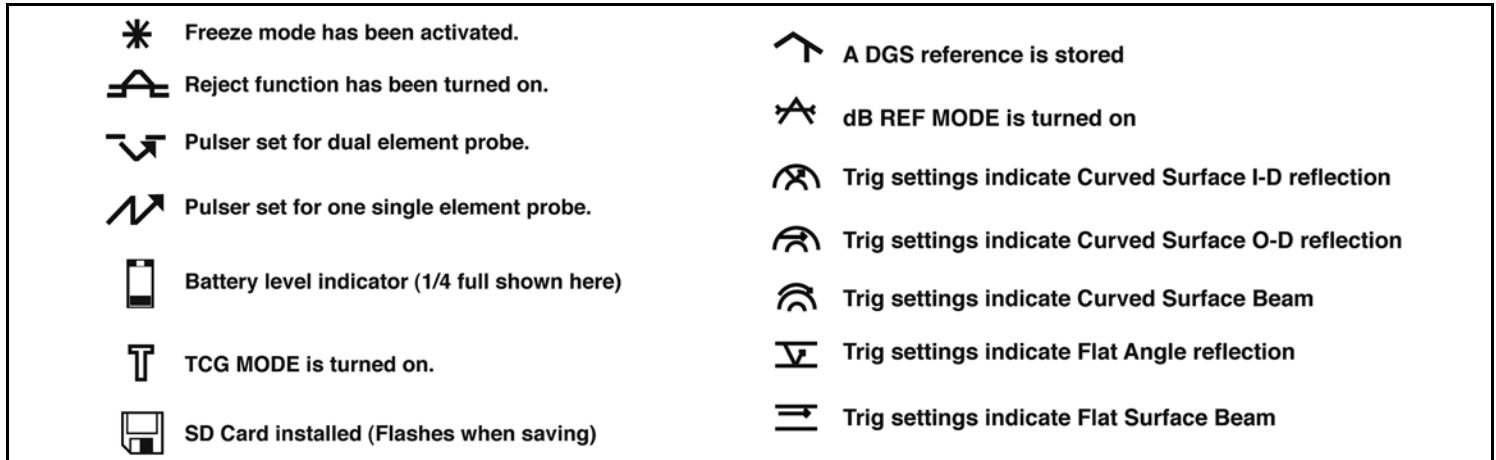 Freeze mode has been activated.
Reject function has been turned on.
Pulser set for dual element probe.
Pulser set for one single element probe.
Battery level indicator (1/4 full shown here)
TCG MODE is turned on.
SD Card installed (Flashes when saving)
A DGS reference is stored
dB REF MODE is turned on
Trig settings indicate Curved Surface I-D reflection
Trig settings indicate Curved Surface O-D reflection
Trig settings indicate Curved Surface Beam
Trig settings indicate Flat Angle reflection
Trig settings indicate Flat Surface Beam